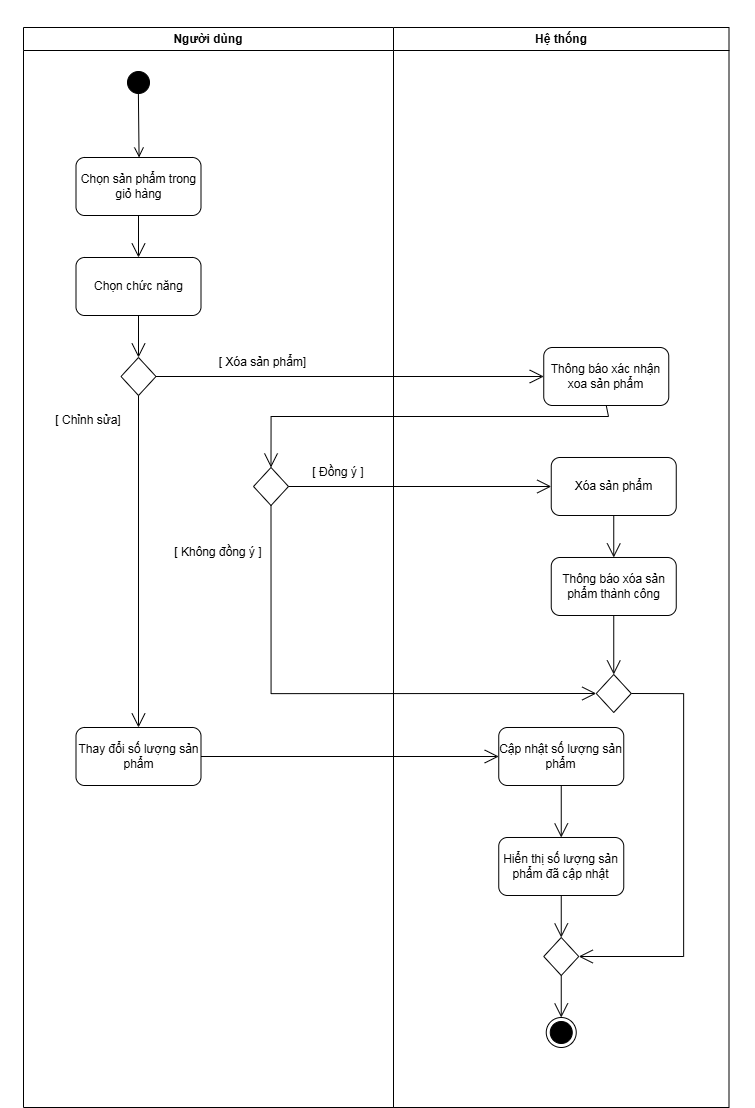 Người dùng
Hệ thống
Chọn sản phẩm trong
giỏ hàng
Chọn chức năng
[ Xóa sản phẩm]
Thông báo xác nhận
xoa sản phẩm
[ Chỉnh sửa]
[ Đồng ý ]
Xóa sản phẩm
[ Không đồng ý ]
Thông báo xóa sản
phẩm thành công
Thay đổi số lượng sản
phẩm
Cập nhật số lượng sản
phẩm
Hiển thị số lượng sản
phẩm đã cập nhật